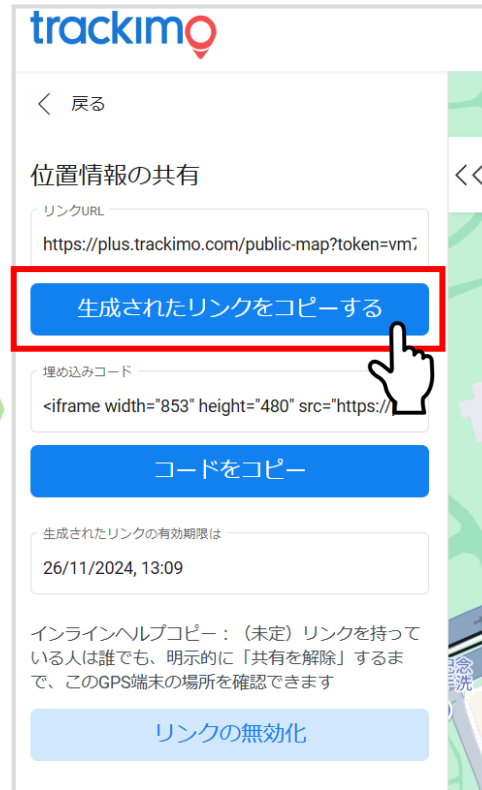 trackimo
戻る
位置情報の共有
リンクURL
https://plus.trackimo.com/public-map?token=vm7
生成されたリンクをコピーする
埋め込みコード
<iframe width="853" height="480" src="https://
コードをコピー
生成されたリンクの有効期限は
26/11/2024, 13:09
インラインヘルプコピー：（未定）リンクを持って
いる人は誰でも、明示的に「共有を解除」するま
で、このGPS端末の場所を確認できます
リンクの無効化
念
洗